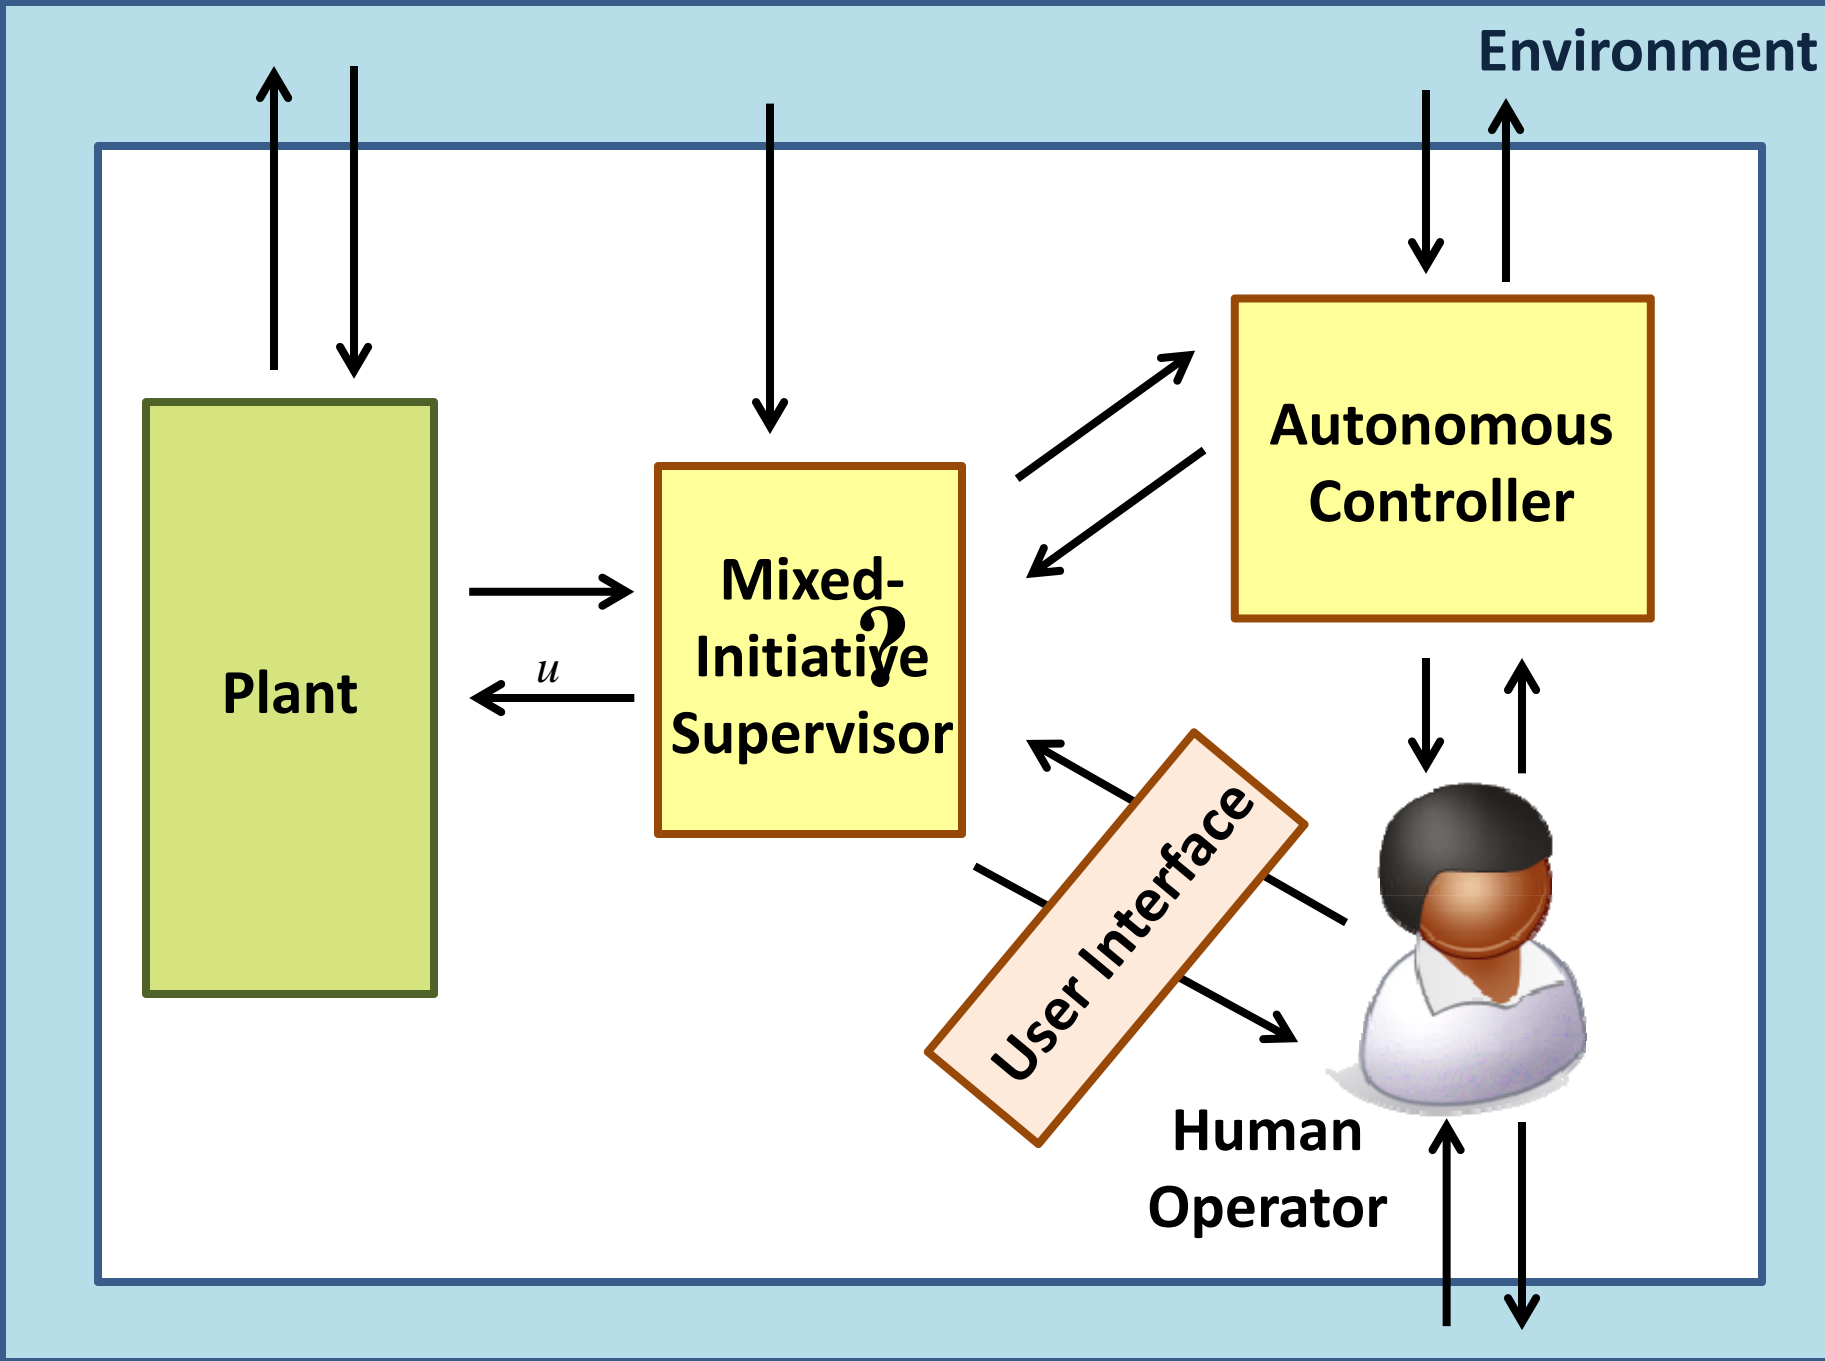 Environment
Autonomous
Controller
Mixed-
Initiative
Supervisor
?
u
Plant
User Interface
Human
Operator